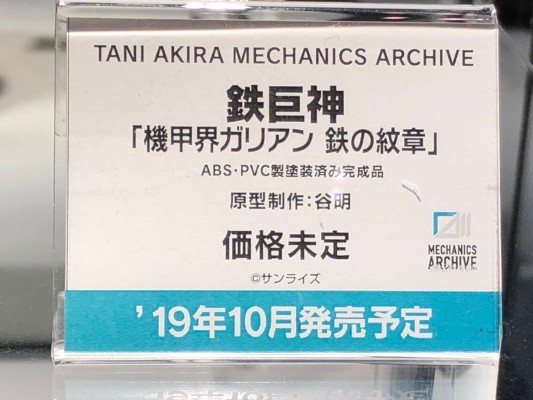 TANI AKIRA MECHANICS ARCHIVE
鉄巨神
「機甲界ガリアン 鉄の紋章」
ABS・PVC製塗装済み完成品
原型制作：谷明
価格未定
©サンライズ
MECHANICS
ARCHIVE
'19年10月発売予定